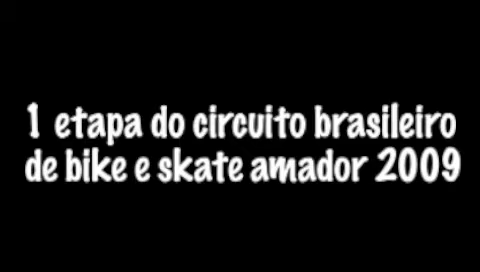 1 etapa do circuito brasileiro
de bike e skate amador 2009